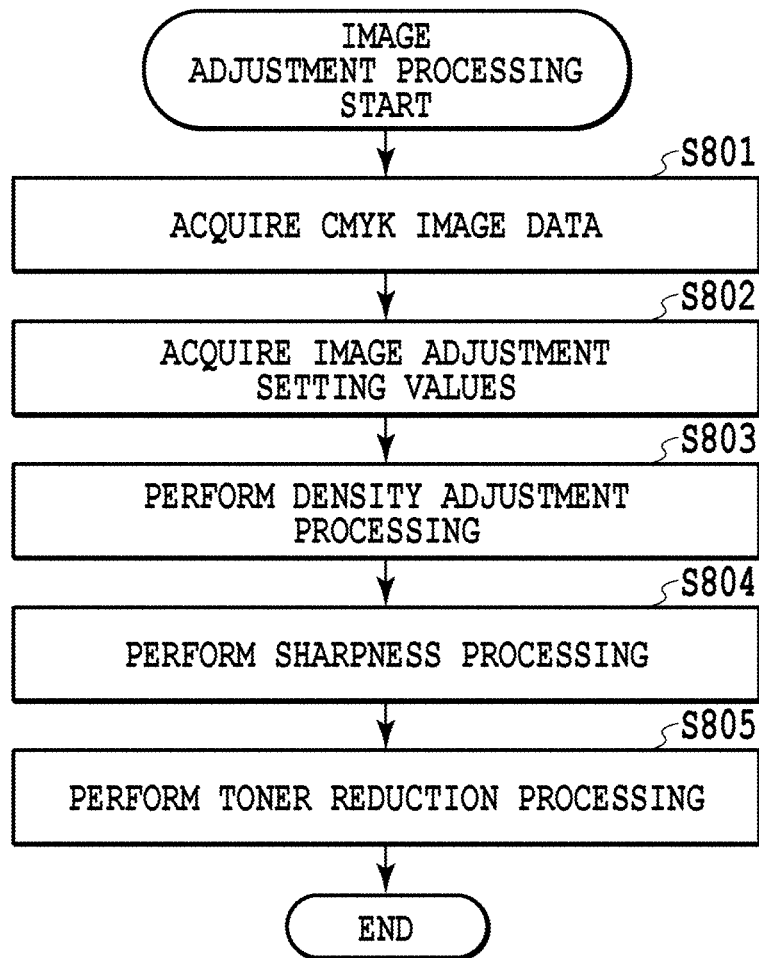 IMAGE
ADJUSTMENT PROCESSING
START
S801
ACQUIRE CMYK IMAGE DATA
S802
ACQUIRE IMAGE ADJUSTMENT
SETTING VALUES
S803
PERFORM DENSITY ADJUSTMENT
PROCESSING
S804
PERFORM SHARPNESS PROCESSING
S805
PERFORM TONER REDUCTION PROCESSING
END